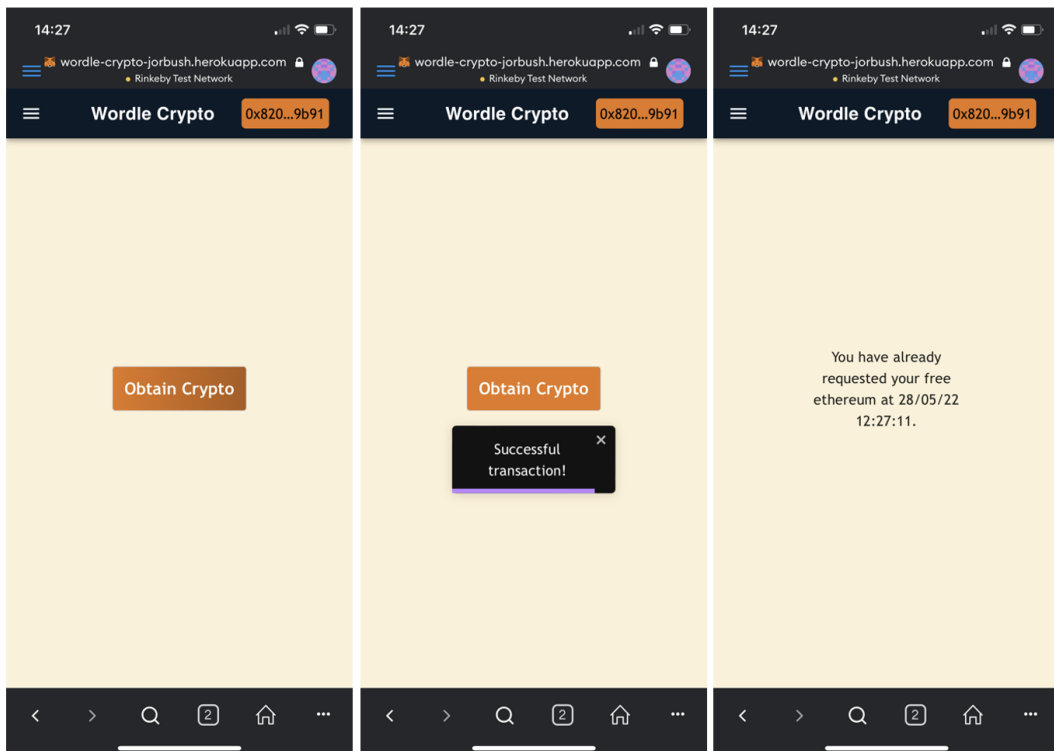 14:27
wordle-crypto-jorbush.herokuapp.com
Rinkeby Test Network
Wordle Crypto
0x820...9b91
Obtain Crypto
2
14:27
wordle-crypto-jorbush.herokuapp.com
Rinkeby Test Network
Wordle Crypto
0x820...9b91
Obtain Crypto
Successful
transaction!
2
14:27
wordle-crypto-jorbush.herokuapp.com
Rinkeby Test Network
Wordle Crypto
0x820...9b91
You have already
requested your free
ethereum at 28/05/22
12:27:11.
2